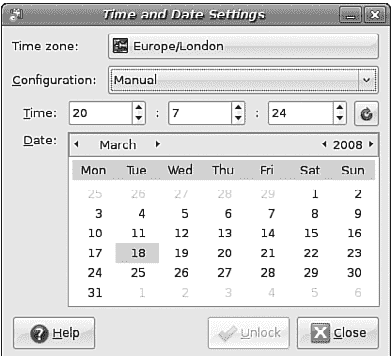 Time and Date Settings
Time zone: Europe/London
Configuration: Manual
Time: 20 : 7 : 24
Date: March 2008
Mon Tue Wed Thu Fri Sat Sun
25 26 27 28 29 1 2
3 4 5 6 7 8 9
10 11 12 13 14 15 16
17 18 19 20 21 22 23
24 25 26 27 28 29 30
31 1 2 3 4 5 6
Help Unlock Close